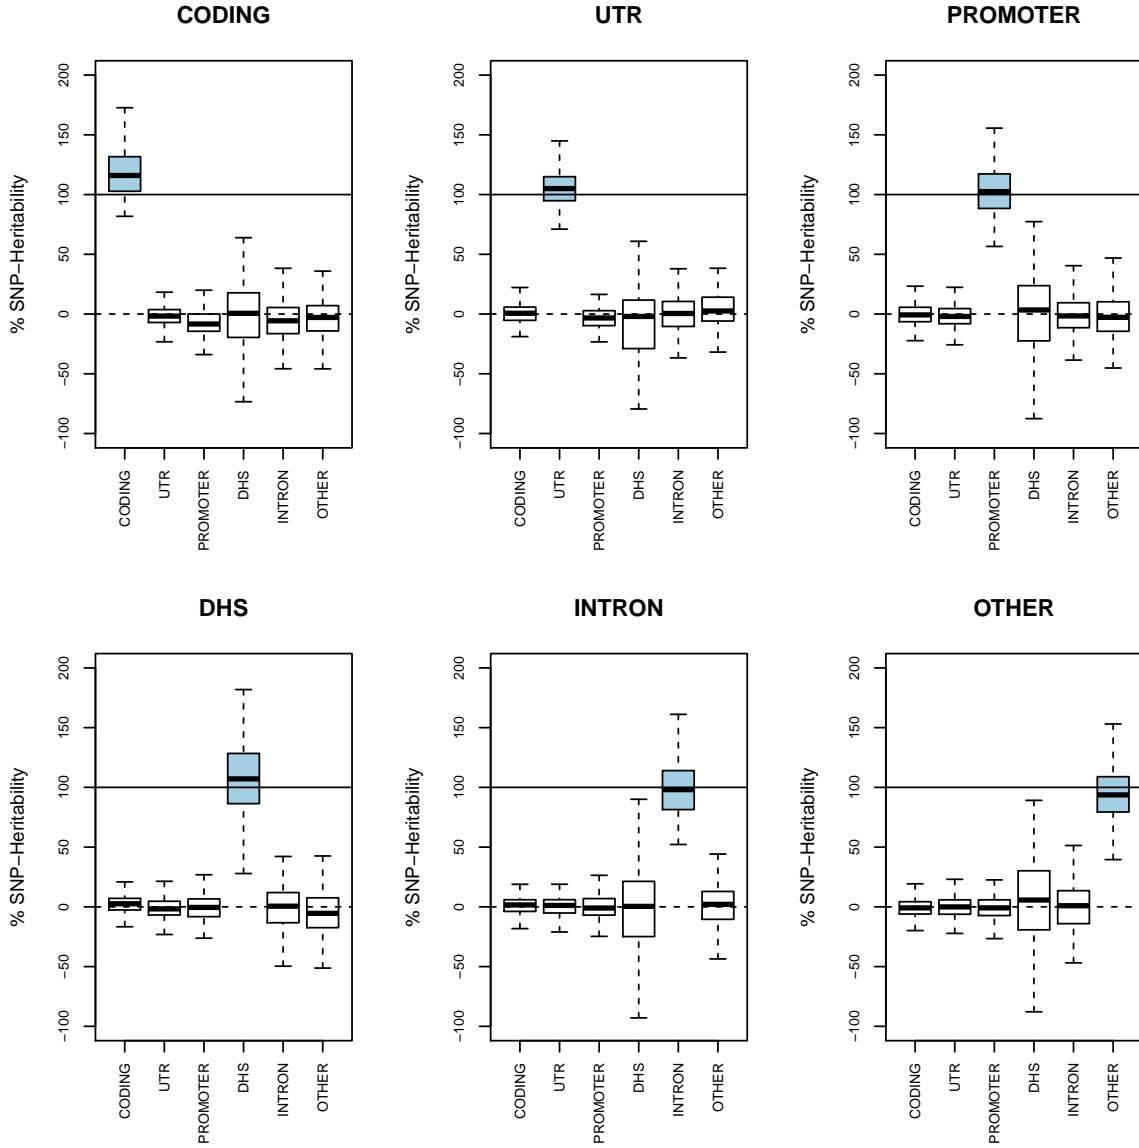 CODING UTR PROMOTER
% SNP−Heritability
200
150
100
50
0
−50
−100
CODING
UTR
PROMOTER
DHS
INTRON
OTHER
% SNP−Heritability
200
150
100
50
0
−50
−100
CODING
UTR
PROMOTER
DHS
INTRON
OTHER
% SNP−Heritability
200
150
100
50
0
−50
−100
CODING
UTR
PROMOTER
DHS
INTRON
OTHER
DHS INTRON OTHER
% SNP−Heritability
200
150
100
50
0
−50
−100
CODING
UTR
PROMOTER
DHS
INTRON
OTHER
% SNP−Heritability
200
150
100
50
0
−50
−100
CODING
UTR
PROMOTER
DHS
INTRON
OTHER
% SNP−Heritability
200
150
100
50
0
−50
−100
CODING
UTR
PROMOTER
DHS
INTRON
OTHER